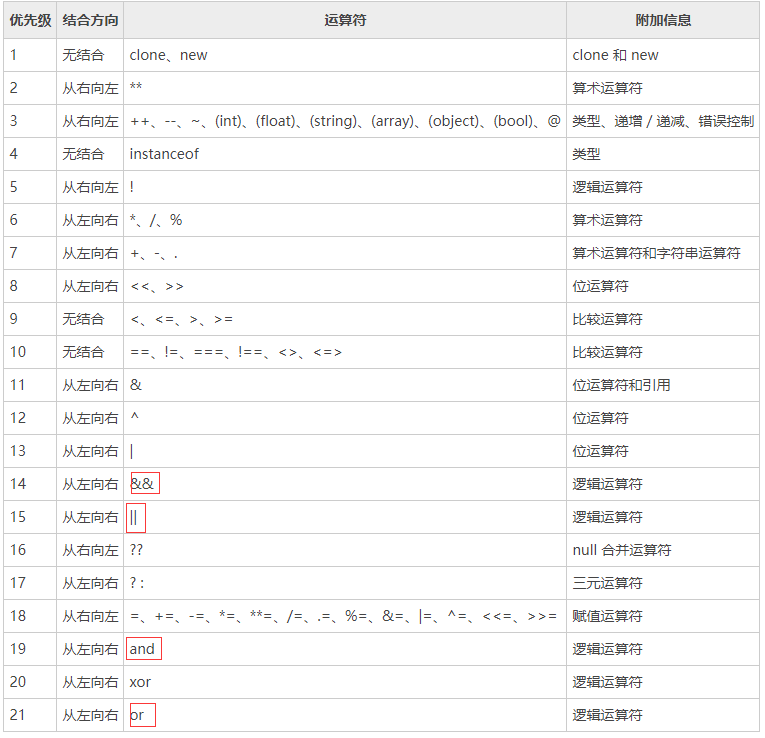 优先级 结合方向 运算符 附加信息
1 无结合 clone、new clone 和 new
2 从右向左 ** 算术运算符
3 从右向左 ++、--、~、(int)、(float)、(string)、(array)、(object)、(bool)、@ 类型、递增 / 递减、错误控制
4 无结合 instanceof 类型
5 从右向左 ! 逻辑运算符
6 从左向右 *、/、% 算术运算符
7 从左向右 +、-、. 算术运算符和字符串运算符
8 从左向右 <<、>> 位运算符
9 无结合 <、<=、>、>= 比较运算符
10 无结合 ==、!=、===、!==、<>、<=> 比较运算符
11 从左向右 & 位运算符和引用
12 从左向右 ^ 位运算符
13 从左向右 | 位运算符
14 从左向右 && 逻辑运算符
15 从左向右 || 逻辑运算符
16 从右向左 ?? null 合并运算符
17 从左向右 ? : 三元运算符
18 从右向左 =、+=、-=、*=、**=、/=、.=、%=、&=、|=、^=、<<=、>>= 赋值运算符
19 从左向右 and 逻辑运算符
20 从左向右 xor 逻辑运算符
21 从左向右 or 逻辑运算符